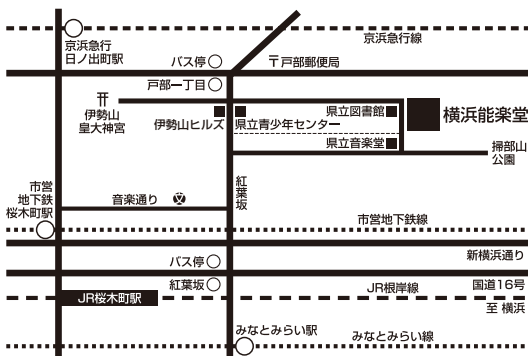 京浜急行線
京浜急行
日ノ出町駅
バス停
〒戸部郵便局
戸部一丁目
伊勢山
皇大神宮
伊勢山ヒルズ
県立図書館
県立青少年センター
横浜能楽堂
県立音楽堂
掃部山
公園
市営
地下鉄
桜木町駅
音楽通り
紅葉坂
市営地下鉄線
新横浜通り
バス停
紅葉坂
JR根岸線
国道16号
JR桜木町駅
至 横浜
みなとみらい駅
みなとみらい線